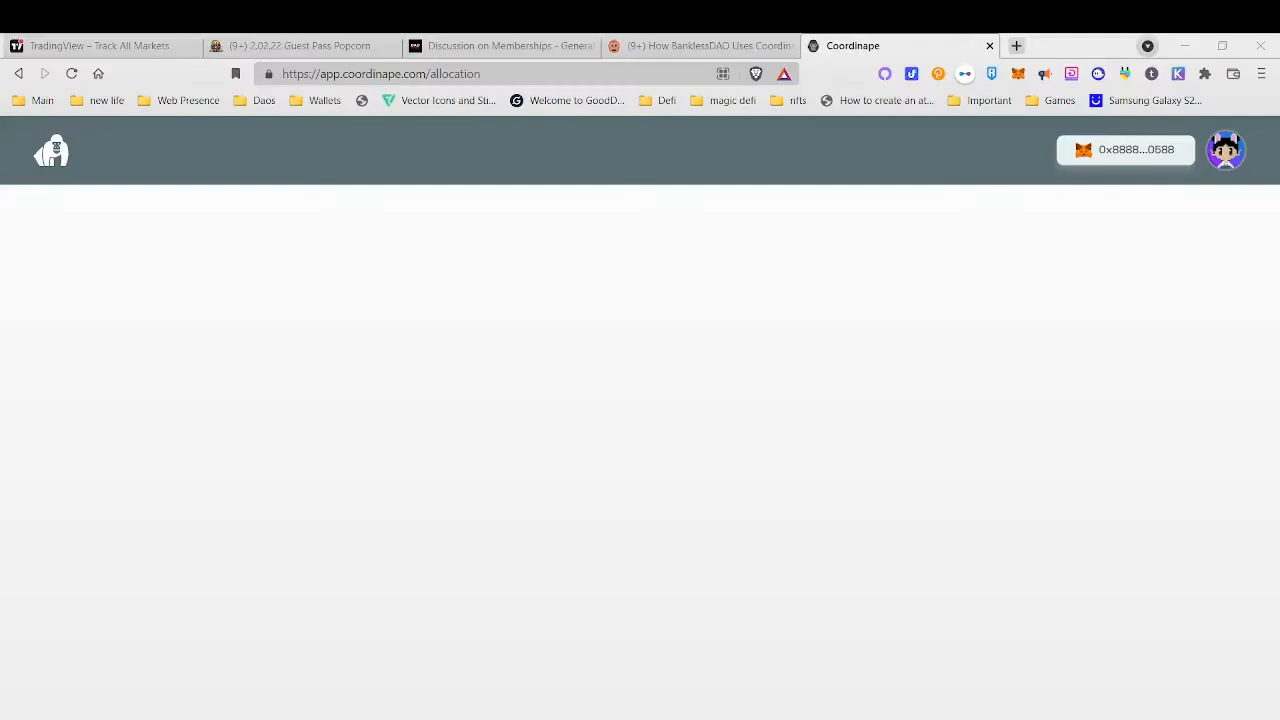 TradingView – Track All Markets
(9+) 2.02.22 Guest Pass Popcorn
Discussion on Memberships - Genera
(9+) How BanklessDAO Uses Coordin
Coordinape
https://app.coordinape.com/allocation
Main
new life
Web Presence
Daos
Wallets
Vector Icons and Sti...
Welcome to GoodD...
Defi
magic defi
nfts
How to create an at...
Important
Games
Samsung Galaxy S2...
0x8888...0588